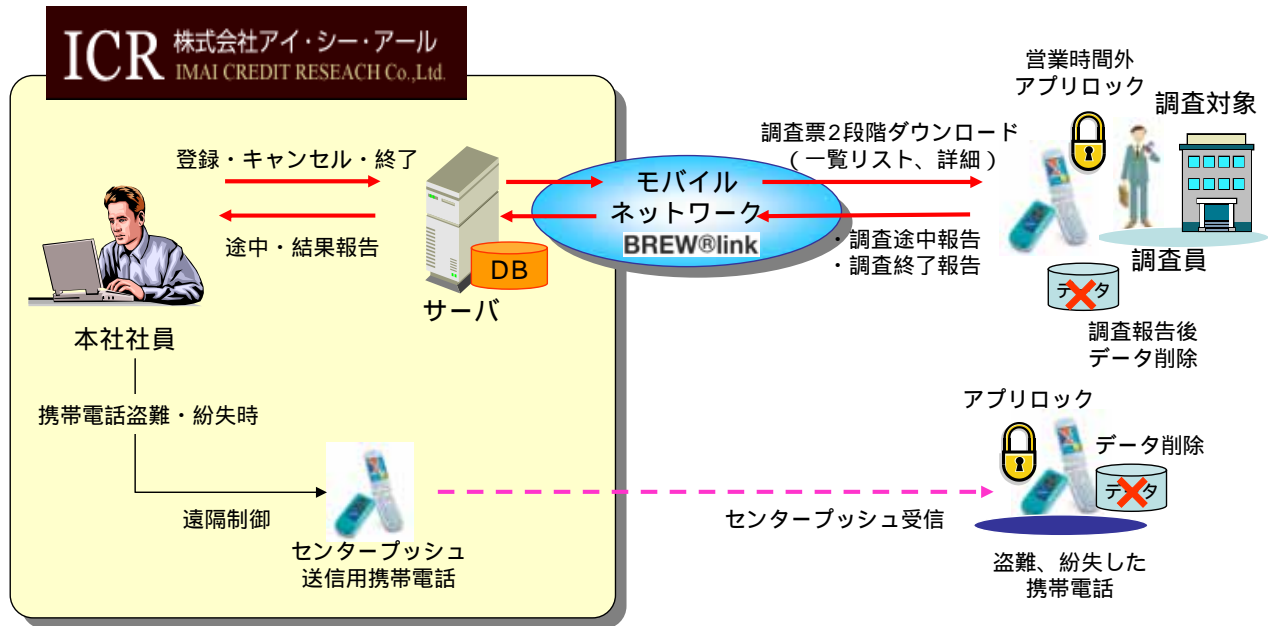 ICR 株式会社アイ・シー・アール
IMAI CREDIT RESEACH Co.,Ltd.
登録・キャンセル・終了
途中・結果報告
本社社員
DB
サーバ
モバイル
ネットワーク
BREW®link
調査票2段階ダウンロード
（一覧リスト、詳細）
・調査途中報告
・調査終了報告
営業時間外
アプリロック
調査対象
調査員
データ
調査報告後
データ削除
携帯電話盗難・紛失時
遠隔制御
センタープッシュ
送信用携帯電話
センタープッシュ受信
アプリロック
データ削除
データ
盗難、紛失した
携帯電話